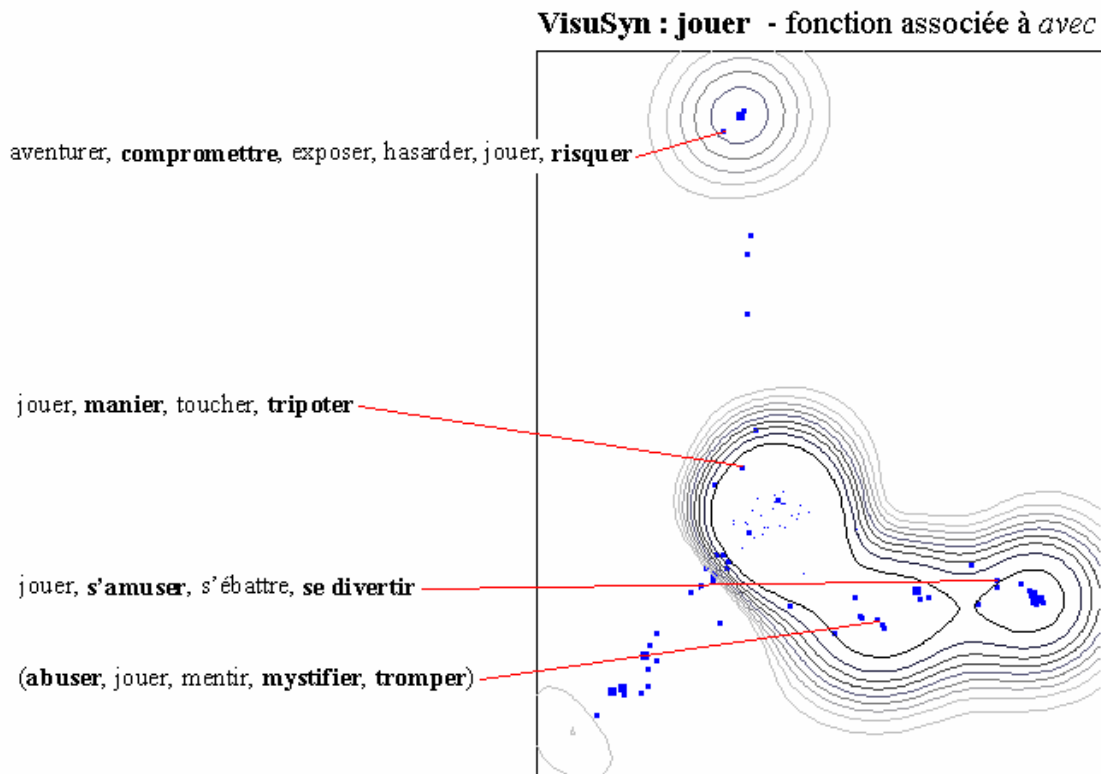 VisuSyn : jouer - fonction associée à avec
aventurer, compromettre, exposer, hasarder, jouer, risquer
jouer, manier, toucher, tripoter
jouer, s'amuser, s'ébattre, se divertir
(abuser, jouer, mentir, mystifier, tromper)